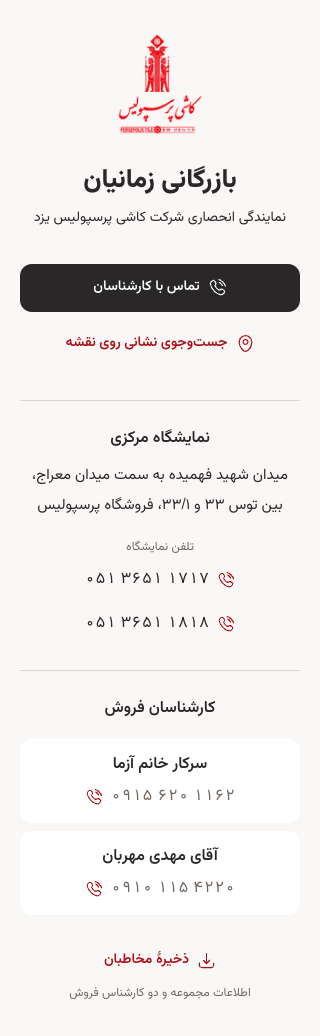 کاشی پرسپولیس
PERSEPOLIS TILE
بازرگانی زمانیان
نمایندگی انحصاری شرکت کاشی پرسپولیس یزد
تماس با کارشناسان
جست‌وجوی نشانی روی نقشه
نمایشگاه مرکزی
میدان شهید فهمیده به سمت میدان معراج،
بین توس ۳۳ و ۳۳/۱، فروشگاه پرسپولیس
تلفن نمایشگاه
۰۵۱ ۳۶۵۱ ۱۷۱۷
۰۵۱ ۳۶۵۱ ۱۸۱۸
کارشناسان فروش
سرکار خانم آزما
۰۹۱۵ ۶۲۰ ۱۱۶۲
آقای مهدی مهربان
۰۹۱۰ ۱۱۵ ۴۲۲۰
ذخیرهٔ مخاطبان
اطلاعات مجموعه و دو کارشناس فروش